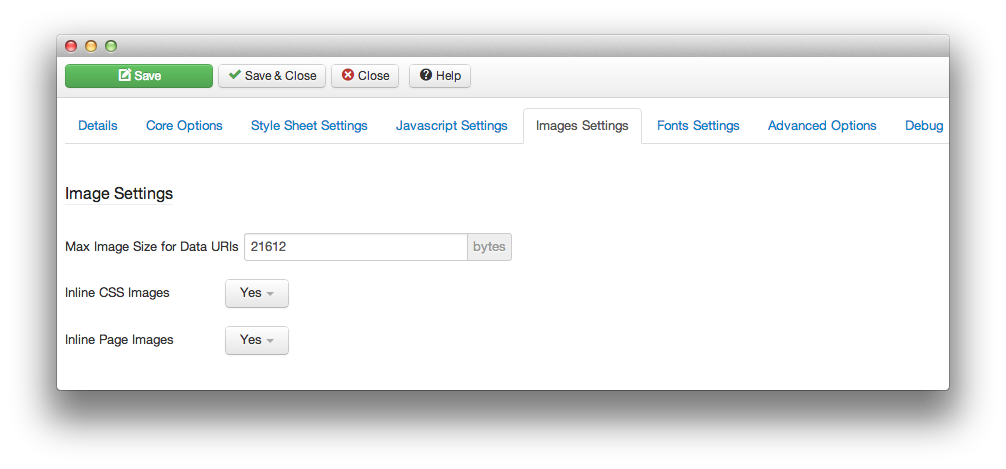 Save Save & Close Close Help
Details Core Options Style Sheet Settings Javascript Settings Images Settings Fonts Settings Advanced Options Debug
Image Settings
Max Image Size for Data URIs 21612 bytes
Inline CSS Images Yes
Inline Page Images Yes